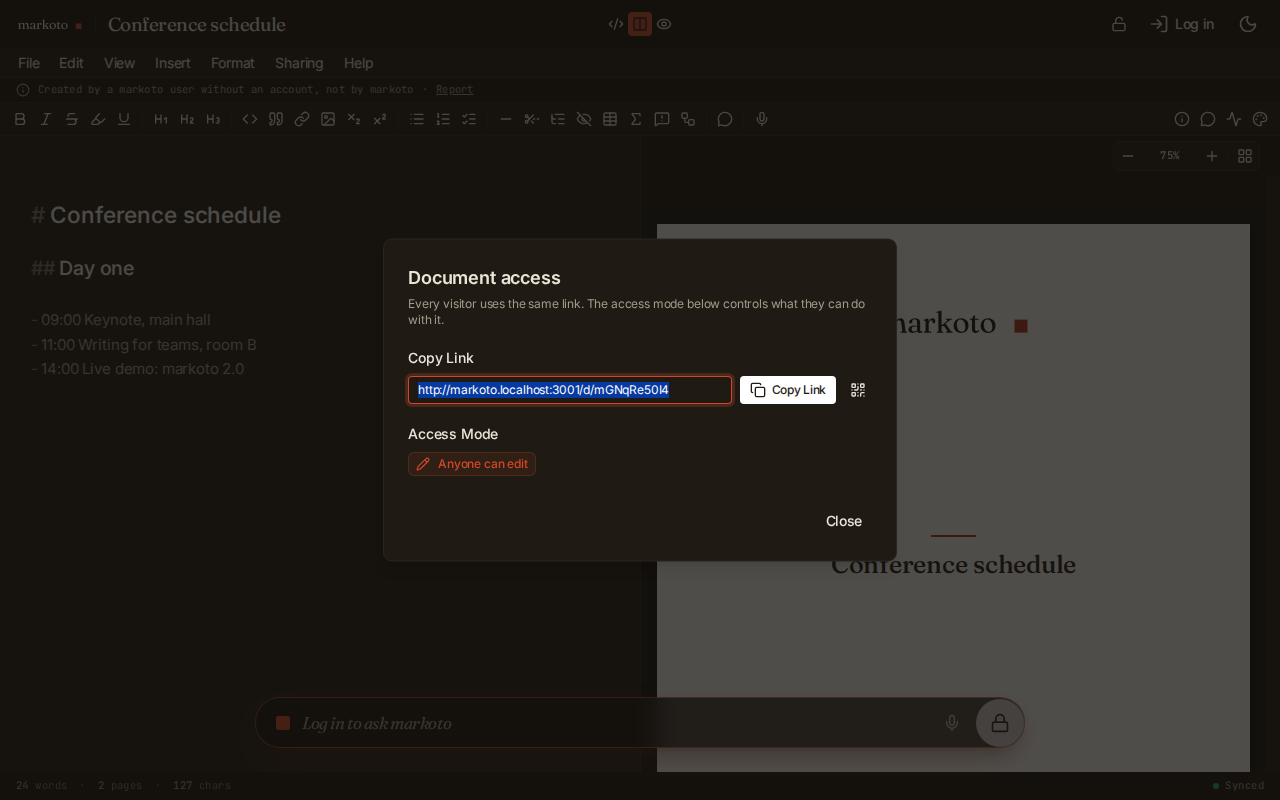 markoto
Conference schedule
Log in
File Edit View Insert Format Sharing Help
Created by a markoto user without an account, not by markoto · Report
H1 H2 H3
75%
# Conference schedule
## Day one
- 09:00 Keynote, main hall
- 11:00 Writing for teams, room B
- 14:00 Live demo: markoto 2.0
Document access
Every visitor uses the same link. The access mode below controls what they can do
with it.
Copy Link
http://markoto.localhost:3001/d/mGNqRe50I4
Copy Link
Access Mode
Anyone can edit
Close
markoto
Conference schedule
Log in to ask markoto
24 words · 2 pages · 127 chars
Synced